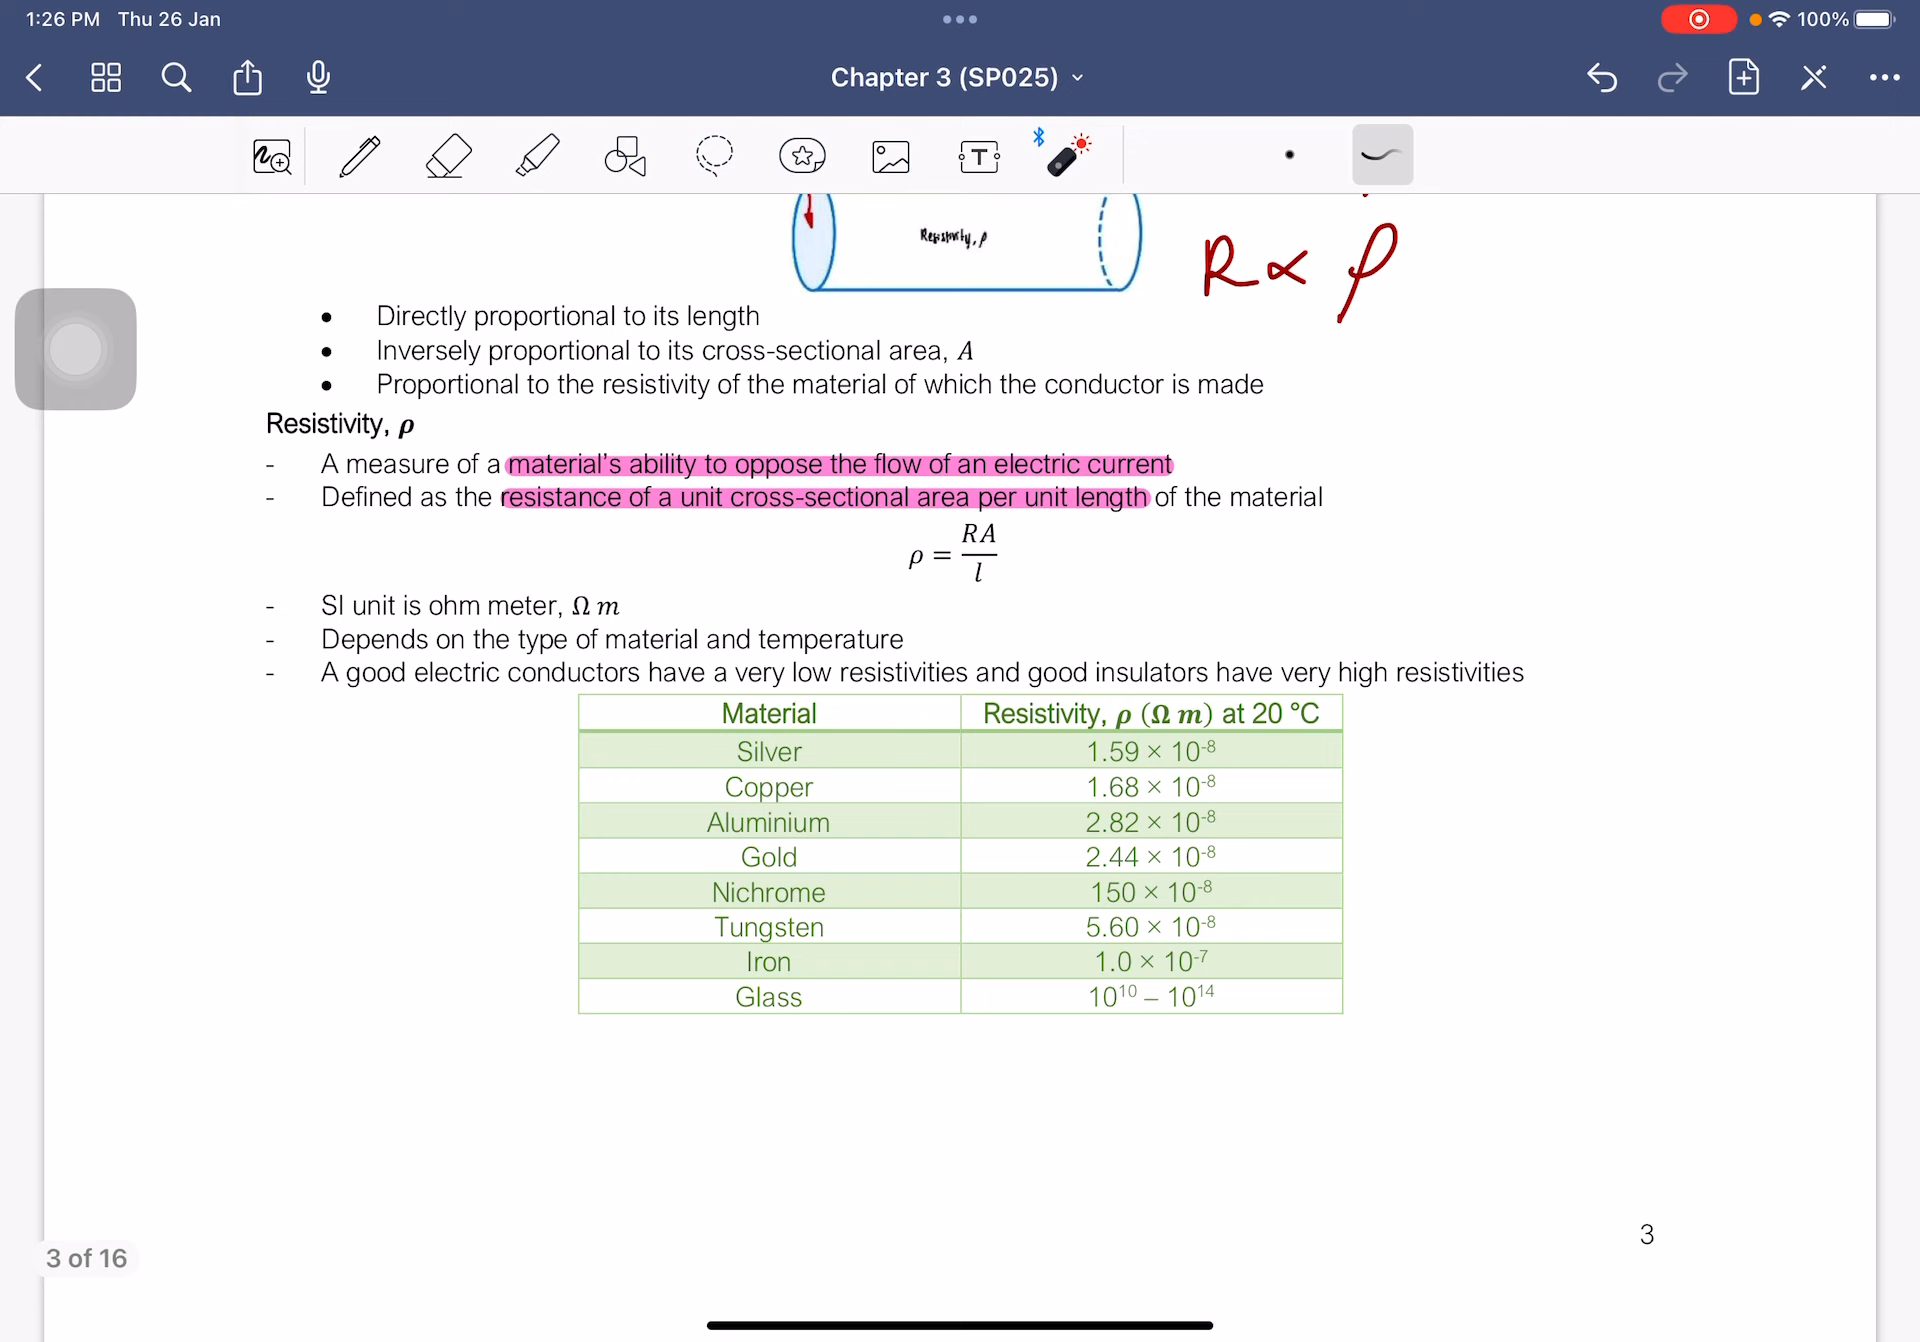 1:26 PM Thu 26 Jan
100%
Chapter 3 (SP025)
T
Resistivity, ρ
R ∝ ρ
• Directly proportional to its length
• Inversely proportional to its cross-sectional area, A
• Proportional to the resistivity of the material of which the conductor is made
Resistivity, ρ
- A measure of a material's ability to oppose the flow of an electric current
- Defined as the resistance of a unit cross-sectional area per unit length of the material
ρ = RA/l
- SI unit is ohm meter, Ω m
- Depends on the type of material and temperature
- A good electric conductors have a very low resistivities and good insulators have very high resistivities
Material Resistivity, ρ (Ω m) at 20 °C
Silver 1.59 × 10⁻⁸
Copper 1.68 × 10⁻⁸
Aluminium 2.82 × 10⁻⁸
Gold 2.44 × 10⁻⁸
Nichrome 150 × 10⁻⁸
Tungsten 5.60 × 10⁻⁸
Iron 1.0 × 10⁻⁷
Glass 10¹⁰ – 10¹⁴
3
3 of 16